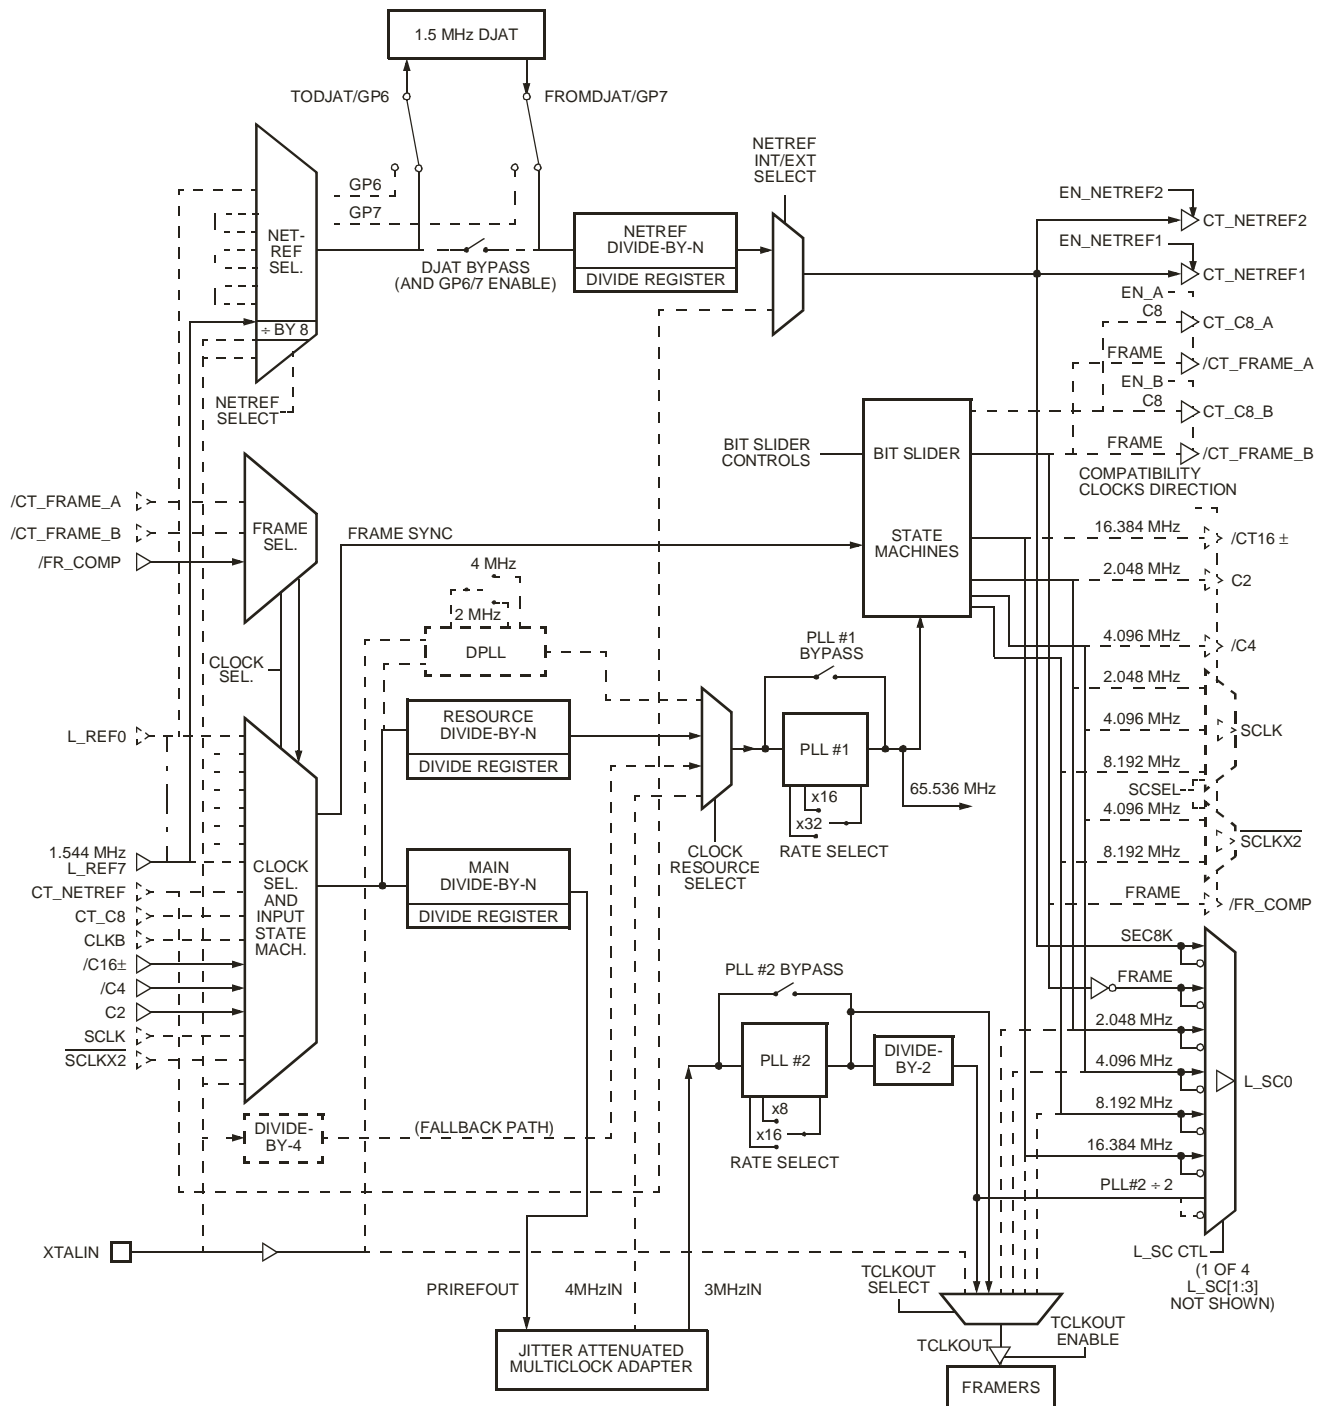 1.5 MHz DJAT
TODJAT/GP6
FROMDJAT/GP7
NETREF
INT/EXT
SELECT
GP6
GP7
NET-
REF
SEL.
÷ BY 8
NETREF
SELECT
DJAT BYPASS
(AND GP6/7 ENABLE)
NETREF
DIVIDE-BY-N
DIVIDE REGISTER
EN_NETREF2
CT_NETREF2
EN_NETREF1
CT_NETREF1
EN_A
C8
CT_C8_A
FRAME
/CT_FRAME_A
EN_B
C8
CT_C8_B
FRAME
/CT_FRAME_B
COMPATIBILITY
CLOCKS DIRECTION
BIT SLIDER
CONTROLS
BIT SLIDER
STATE
MACHINES
/CT_FRAME_A
/CT_FRAME_B
/FR_COMP
FRAME
SEL.
FRAME SYNC
CLOCK
SEL.
4 MHz
2 MHz
DPLL
16.384 MHz
/CT16 ±
2.048 MHz
C2
4.096 MHz
/C4
2.048 MHz
4.096 MHz
SCLK
8.192 MHz
SCSEL
4.096 MHz
SCLKX2
8.192 MHz
FRAME
/FR_COMP
PLL #1
BYPASS
PLL #1
x16
x32
RATE SELECT
65.536 MHz
RESOURCE
DIVIDE-BY-N
DIVIDE REGISTER
CLOCK
RESOURCE
SELECT
L_REF0
1.544 MHz
L_REF7
CT_NETREF
CT_C8
CLKB
/C16±
/C4
C2
SCLK
SCLKX2
CLOCK
SEL.
AND
INPUT
STATE
MACH.
MAIN
DIVIDE-BY-N
DIVIDE REGISTER
DIVIDE-
BY-4
(FALLBACK PATH)
PLL #2 BYPASS
PLL #2
x8
x16
RATE SELECT
DIVIDE-
BY-2
SEC8K
FRAME
2.048 MHz
4.096 MHz
L_SC0
8.192 MHz
16.384 MHz
PLL#2 ÷ 2
L_SC CTL
(1 OF 4
L_SC[1:3]
NOT SHOWN)
XTALIN
PRIREFOUT
4MHzIN
3MHzIN
JITTER ATTENUATED
MULTICLOCK ADAPTER
TCLKOUT
SELECT
TCLKOUT
TCLKOUT
ENABLE
FRAMERS